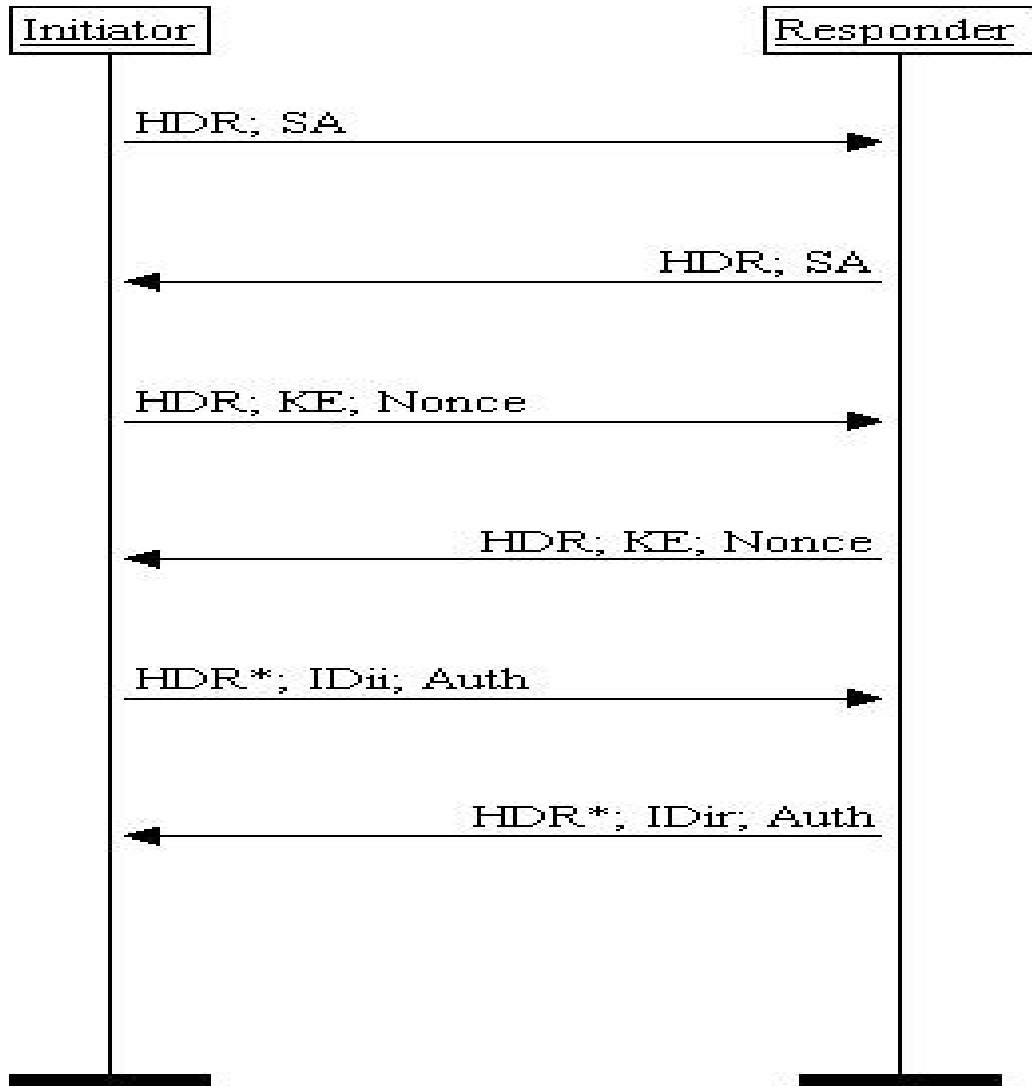 Initiator
Responder
HDR; SA
HDR; SA
HDR; KE; Nonce
HDR; KE; Nonce
HDR*; IDii; Auth
HDR*; IDir; Auth